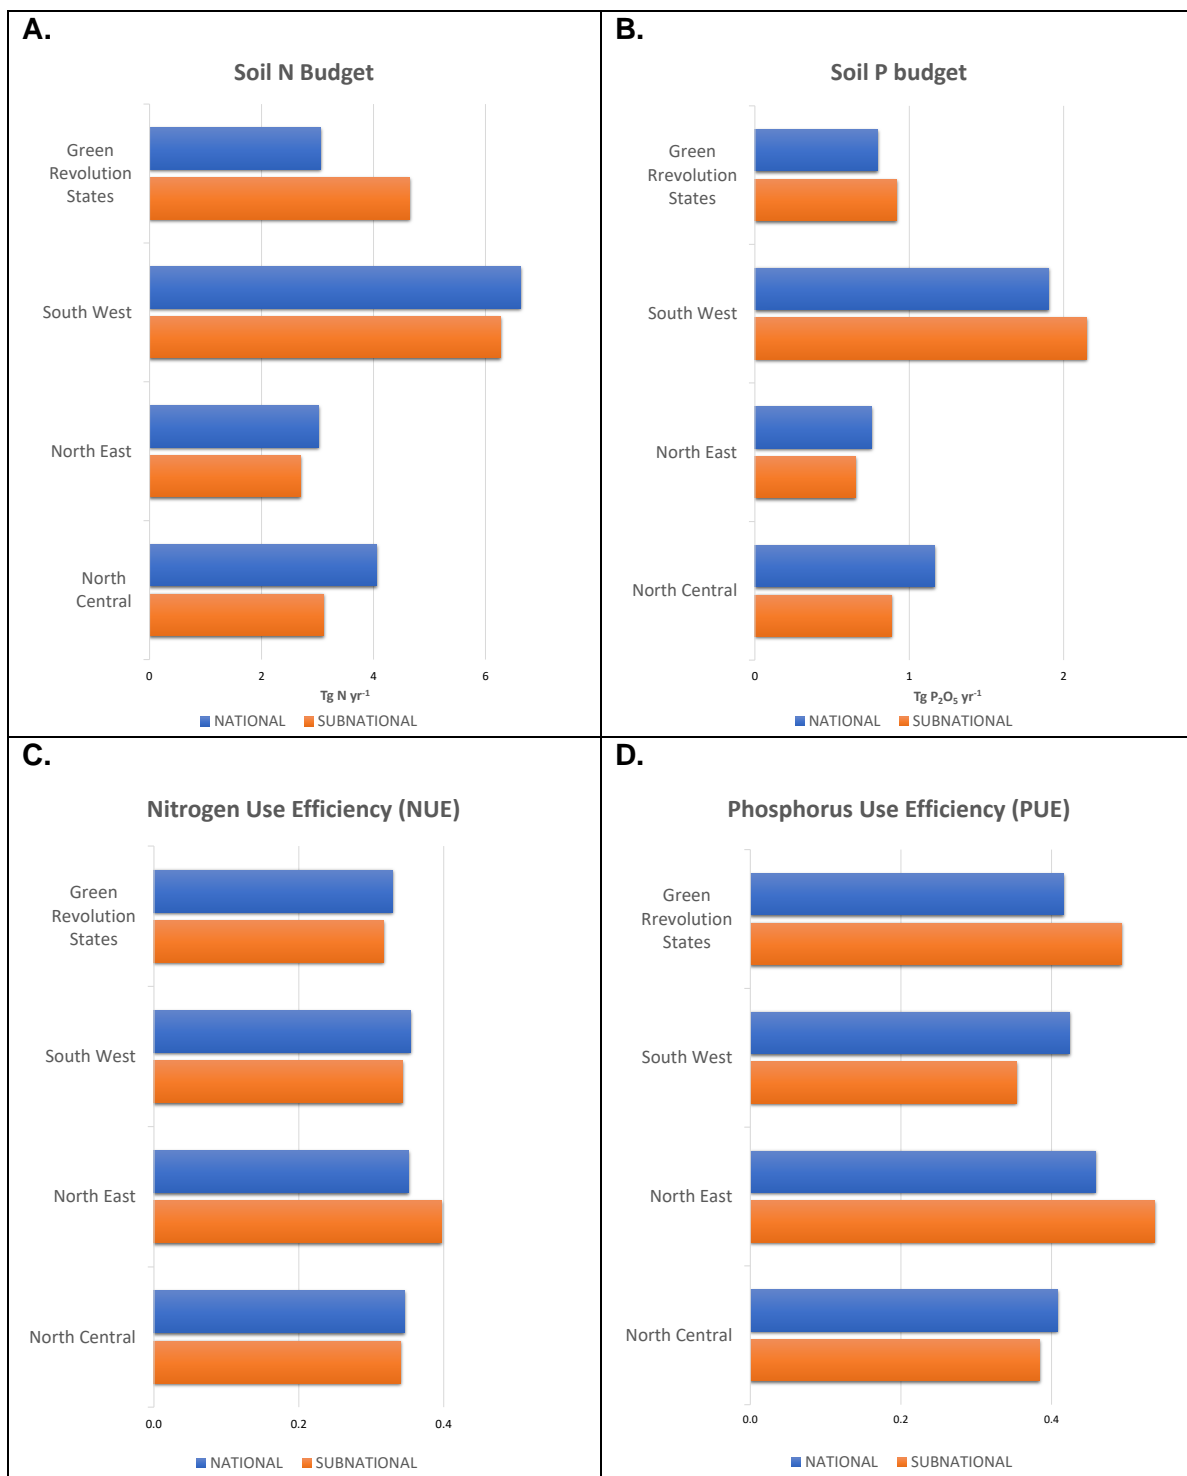 A.
Soil N Budget
Green
Revolution
States
South West
North East
North
Central
0 2 4 6
Tg N yr⁻¹
NATIONAL SUBNATIONAL
B.
Soil P budget
Green
Rrevolution
States
South West
North East
North Central
0 1 2
Tg P₂O₅ yr⁻¹
NATIONAL SUBNATIONAL
C.
Nitrogen Use Efficiency (NUE)
Green
Revolution
States
South West
North East
North Central
0.0 0.2 0.4
NATIONAL SUBNATIONAL
D.
Phosphorus Use Efficiency (PUE)
Green
Rrevolution
States
South West
North East
North Central
0.0 0.2 0.4
NATIONAL SUBNATIONAL